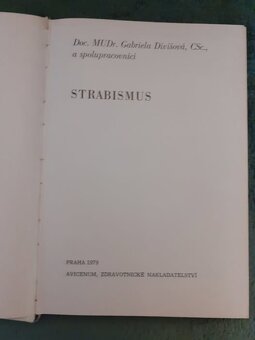 Doc. MUDr. Gabriela Divišová, CSc.,
a spolupracovníci
STRABISMUS
PRAHA 1979
AVICENUM, ZDRAVOTNICKÉ NAKLADATELSTVÍ